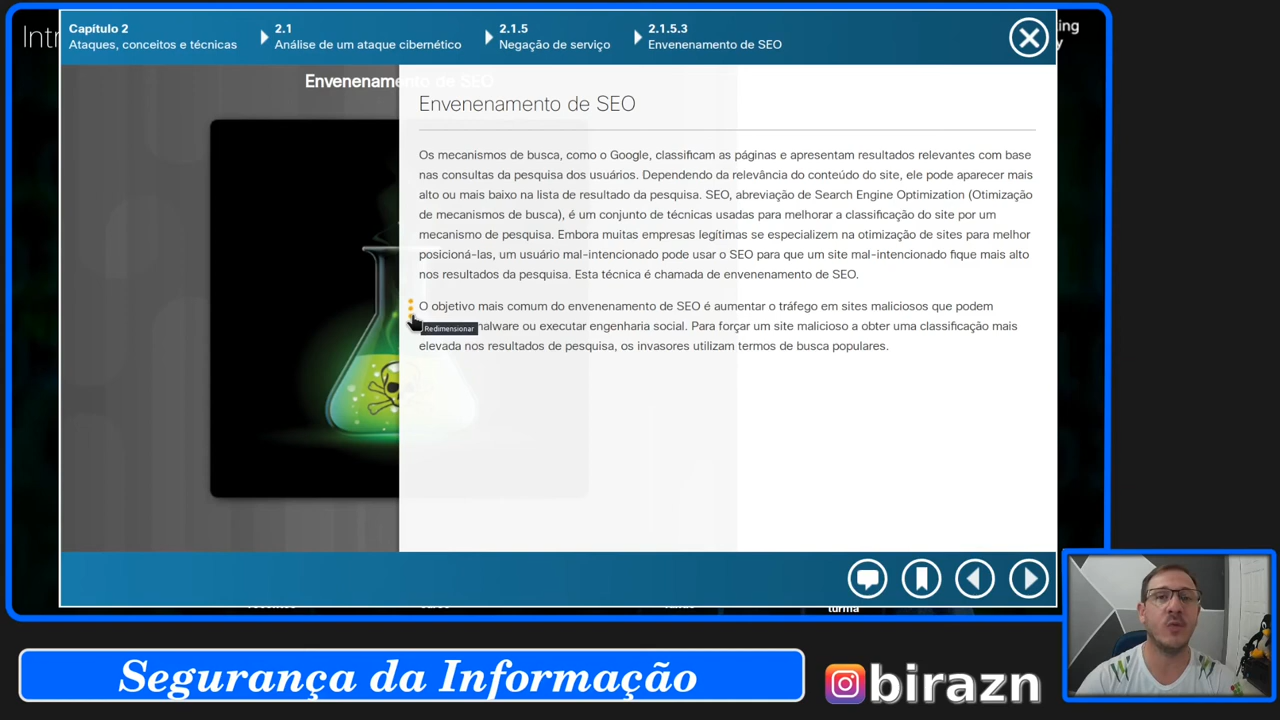 Intr
Capítulo 2
Ataques, conceitos e técnicas
2.1
Análise de um ataque cibernético
2.1.5
Negação de serviço
2.1.5.3
Envenenamento de SEO
king
y
Envenenamento de SEO
Envenenamento de SEO
Os mecanismos de busca, como o Google, classificam as páginas e apresentam resultados relevantes com base
nas consultas da pesquisa dos usuários. Dependendo da relevância do conteúdo do site, ele pode aparecer mais
alto ou mais baixo na lista de resultado da pesquisa. SEO, abreviação de Search Engine Optimization (Otimização
de mecanismos de busca), é um conjunto de técnicas usadas para melhorar a classificação do site por um
mecanismo de pesquisa. Embora muitas empresas legítimas se especializem na otimização de sites para melhor
posicioná-las, um usuário mal-intencionado pode usar o SEO para que um site mal-intencionado fique mais alto
nos resultados da pesquisa. Esta técnica é chamada de envenenamento de SEO.
O objetivo mais comum do envenenamento de SEO é aumentar o tráfego em sites maliciosos que podem
malware ou executar engenharia social. Para forçar um site malicioso a obter uma classificação mais
Redimensionar
elevada nos resultados de pesquisa, os invasores utilizam termos de busca populares.
turma
Segurança da Informação
birazn